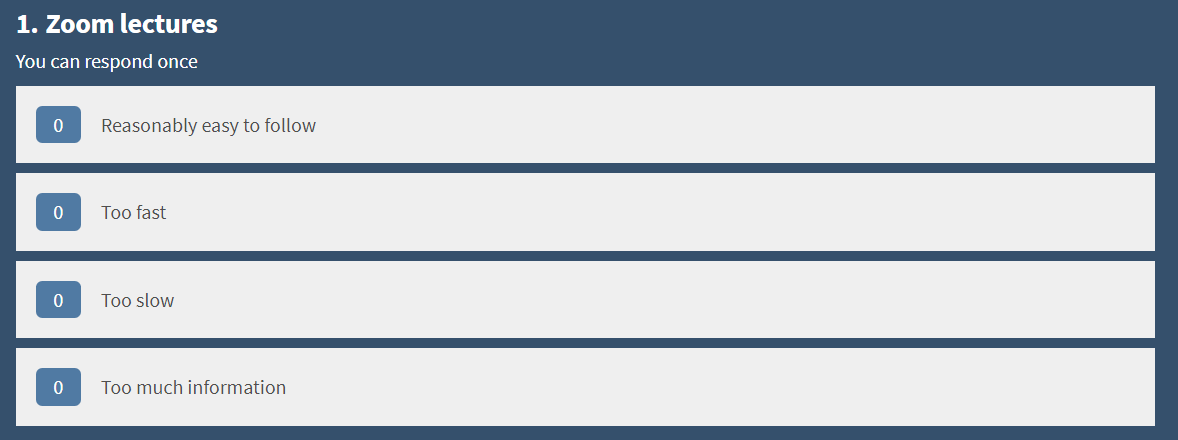 1. Zoom lectures
You can respond once
0 Reasonably easy to follow
0 Too fast
0 Too slow
0 Too much information